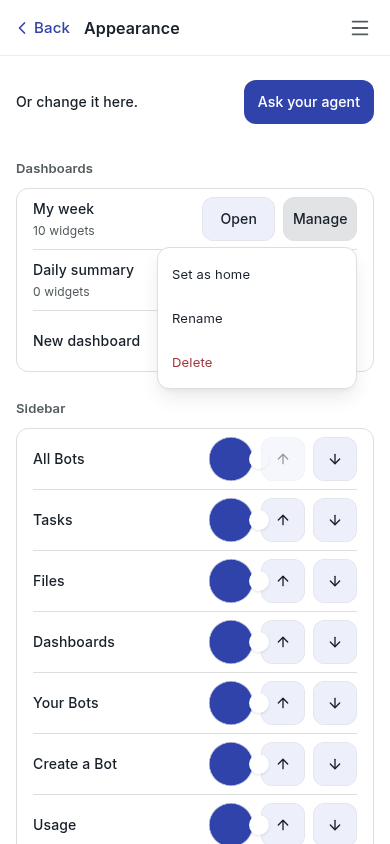 Back
Appearance
Or change it here.
Ask your agent
Dashboards
My week
10 widgets
Open
Manage
Daily summary
0 widgets
New dashboard
Set as home
Rename
Delete
Sidebar
All Bots
Tasks
Files
Dashboards
Your Bots
Create a Bot
Usage